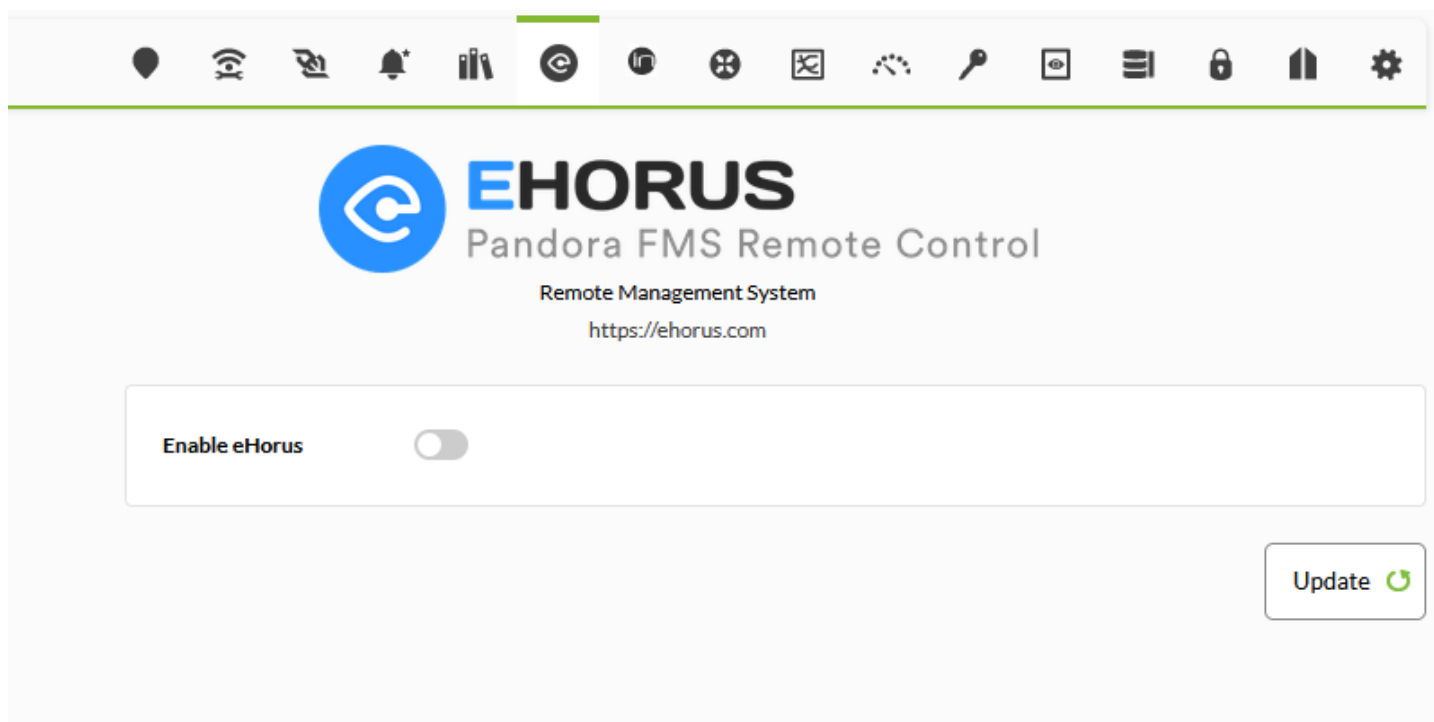 EHORUS
Pandora FMS Remote Control
Remote Management System
https://ehorus.com
Enable eHorus
Update